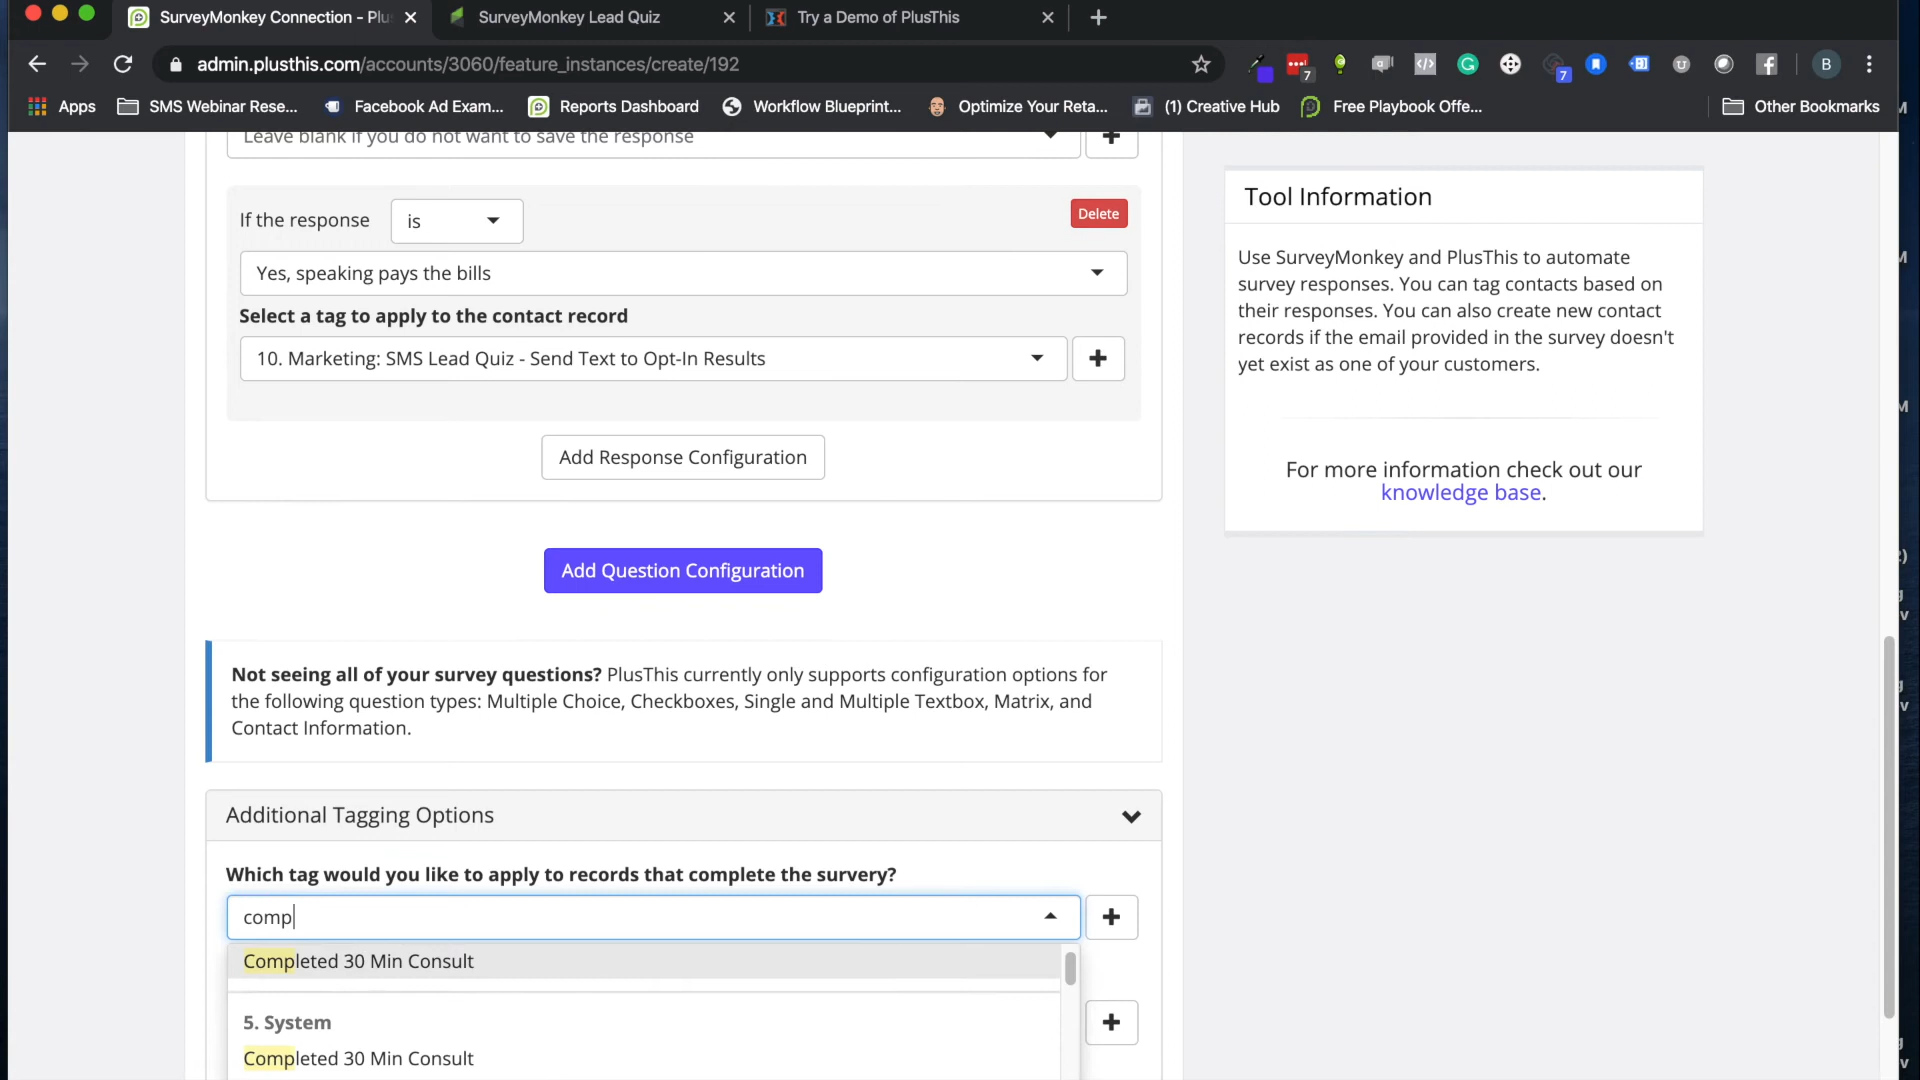 SurveyMonkey Connection - Plus
SurveyMonkey Lead Quiz
Try a Demo of PlusThis
admin.plusthis.com/accounts/3060/feature_instances/create/192
7
7
B
Apps
SMS Webinar Rese...
Facebook Ad Exam...
Reports Dashboard
Workflow Blueprint...
Optimize Your Reta...
(1) Creative Hub
Free Playbook Offe...
Other Bookmarks
Leave blank if you do not want to save the response
If the response
is
Delete
Yes, speaking pays the bills
Select a tag to apply to the contact record
10. Marketing: SMS Lead Quiz - Send Text to Opt-In Results
Add Response Configuration
Add Question Configuration
Not seeing all of your survey questions? PlusThis currently only supports configuration options for
the following question types: Multiple Choice, Checkboxes, Single and Multiple Textbox, Matrix, and
Contact Information.
Additional Tagging Options
Which tag would you like to apply to records that complete the survery?
comp
Completed 30 Min Consult
5. System
Completed 30 Min Consult
Tool Information
Use SurveyMonkey and PlusThis to automate
survey responses. You can tag contacts based on
their responses. You can also create new contact
records if the email provided in the survey doesn't
yet exist as one of your customers.
For more information check out our
knowledge base.